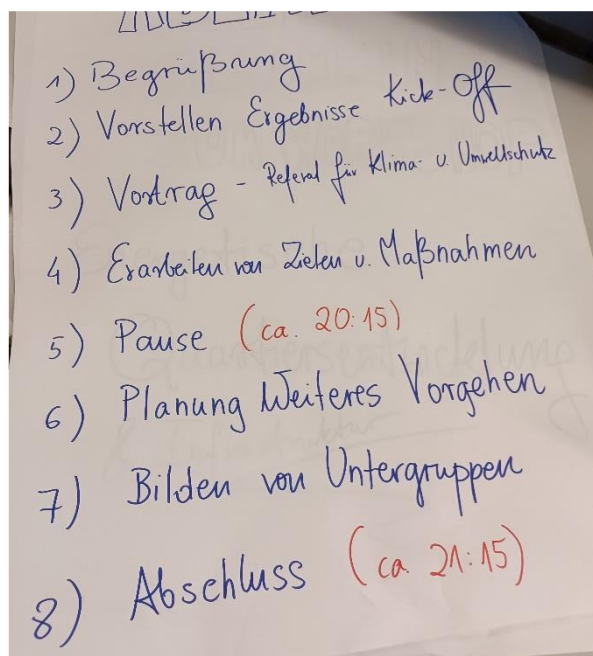 1) Begrüßung
2) Vorstellen Ergebnisse Kick-Off
3) Vortrag - Referat für Klima- u. Umweltschutz
4) Erarbeiten von Zielen u. Maßnahmen
5) Pause (ca. 20:15)
6) Planung Weiteres Vorgehen
7) Bilden von Untergruppen
8) Abschluss (ca. 21:15)